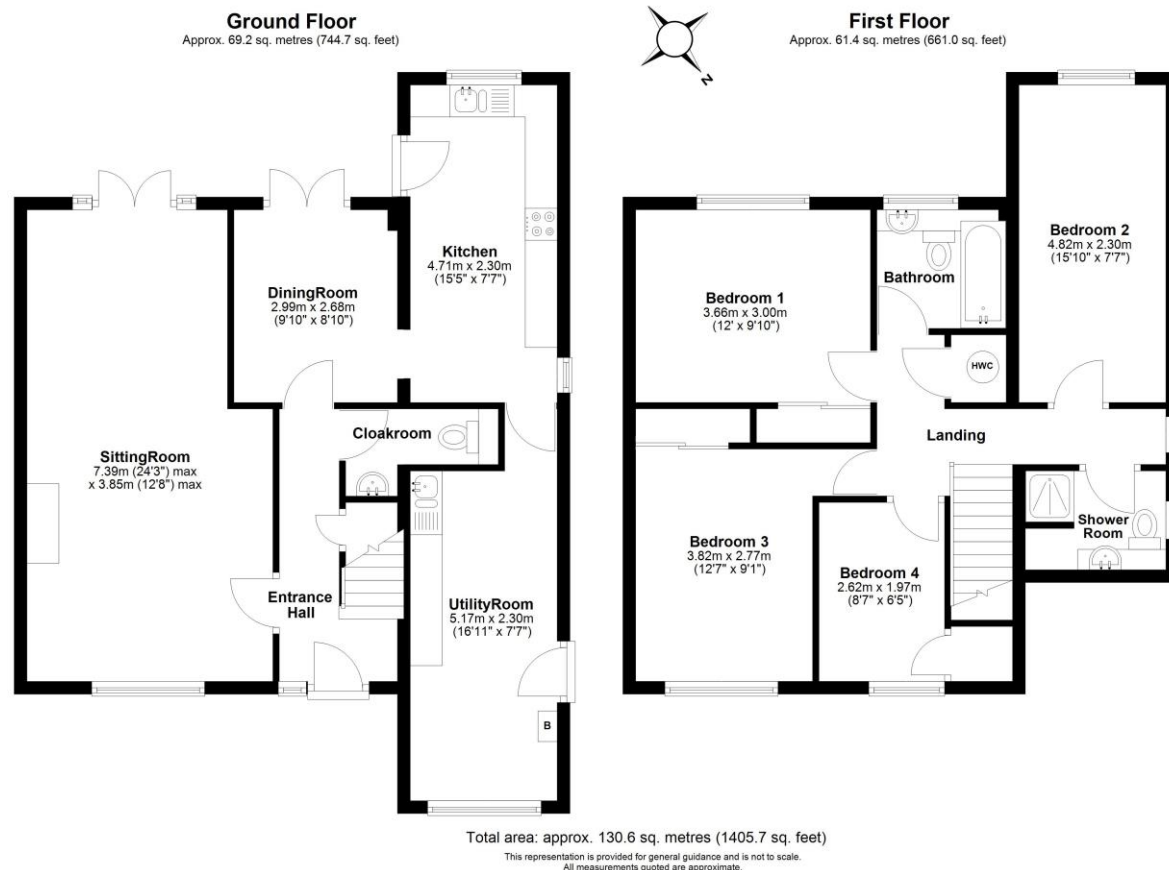 Ground Floor
Approx. 69.2 sq. metres (744.7 sq. feet)
Kitchen
4.71m x 2.30m
(15'5" x 7'7")
DiningRoom
2.99m x 2.68m
(9'10" x 8'10")
Cloakroom
SittingRoom
7.39m (24'3") max
x 3.85m (12'8") max
Entrance
Hall
UtilityRoom
5.17m x 2.30m
(16'11" x 7'7")
B
N
First Floor
Approx. 61.4 sq. metres (661.0 sq. feet)
Bedroom 2
4.82m x 2.30m
(15'10" x 7'7")
Bathroom
Bedroom 1
3.66m x 3.00m
(12' x 9'10")
HWC
Landing
Shower
Room
Bedroom 3
3.82m x 2.77m
(12'7" x 9'1")
Bedroom 4
2.62m x 1.97m
(8'7" x 6'5")
Total area: approx. 130.6 sq. metres (1405.7 sq. feet)
This representation is provided for general guidance and is not to scale.
All measurements quoted are approximate.